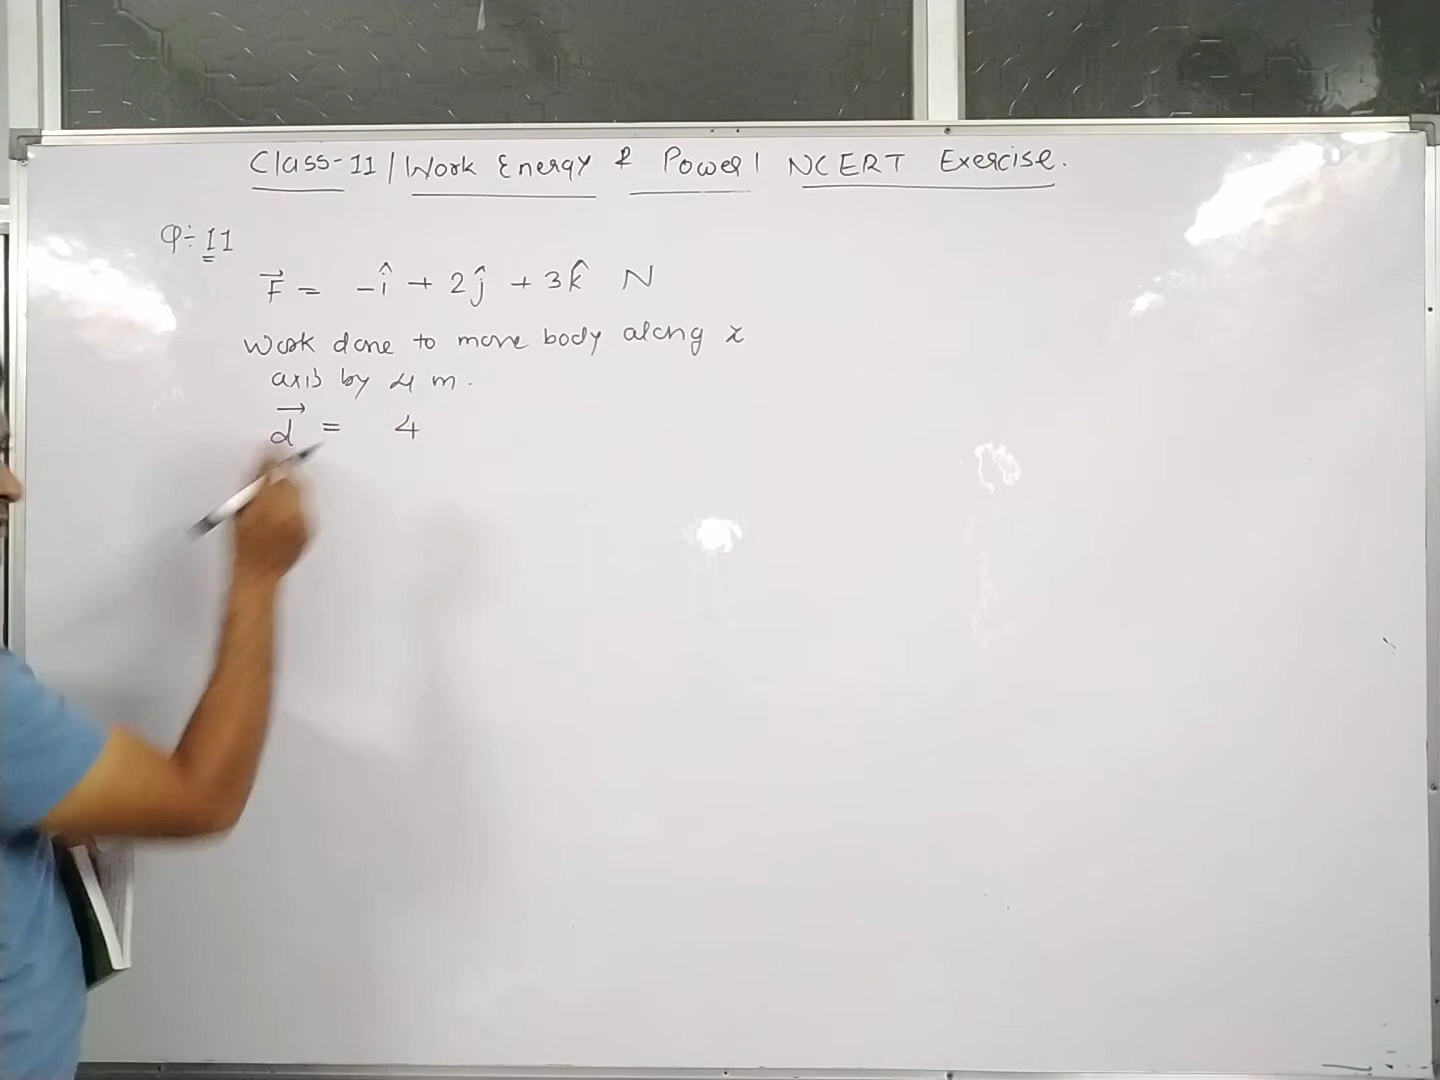 Class-11 / Work Energy & Power | NCERT Exercise.
Q÷ 11
F⃗ = -î + 2ĵ + 3k̂ N
Work done to move body along z
axis by 4 m.
d⃗ = 4